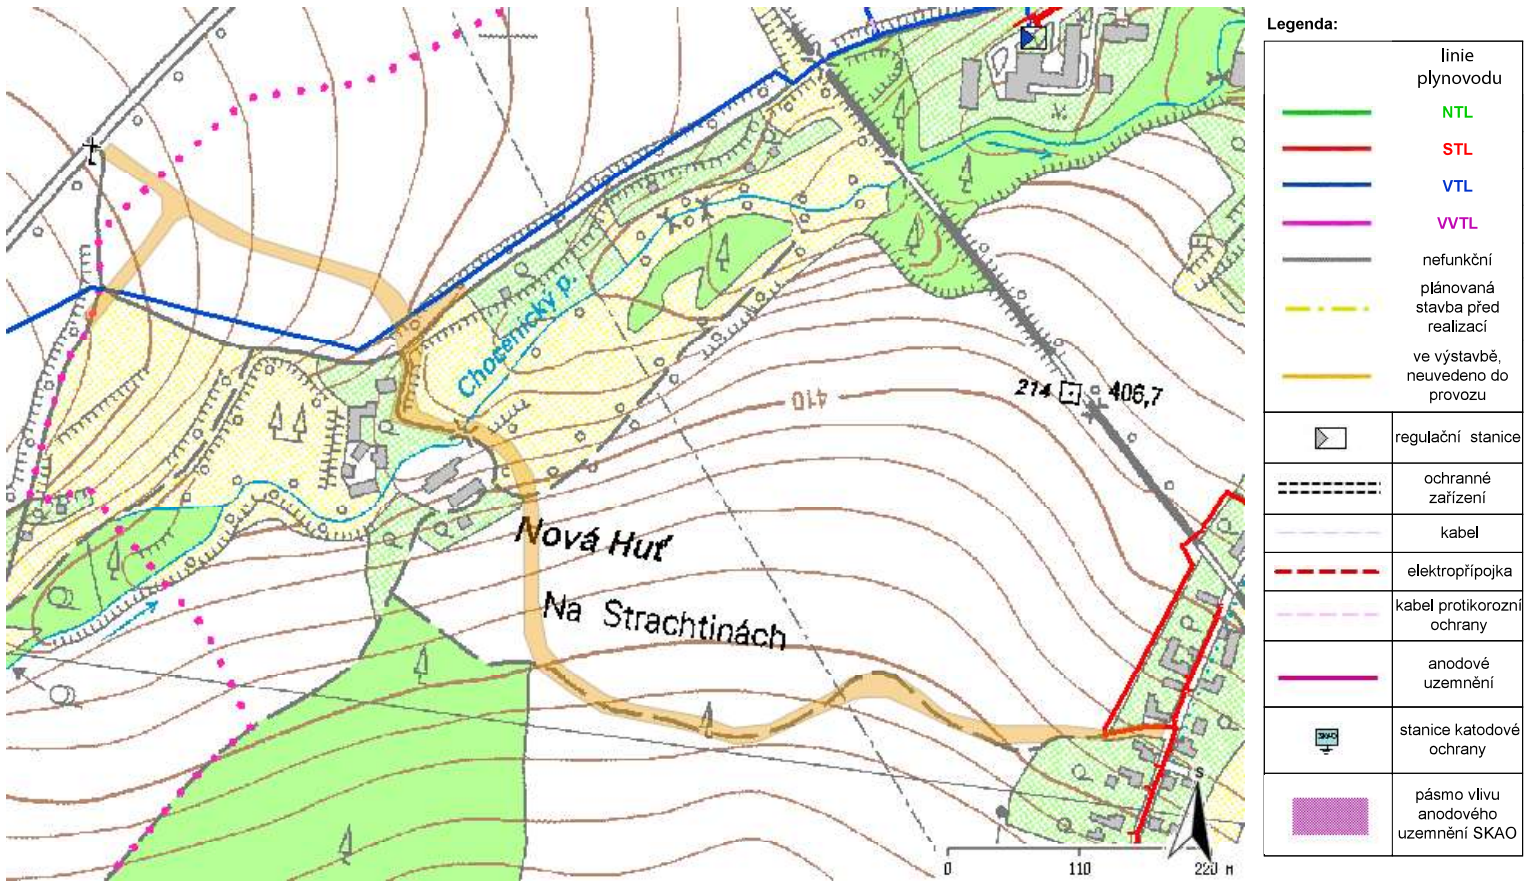 Chocemický p.
410
214
406,7
Nová Huť
Na Strachtinách
S
0
110
220 M
Legenda:
linie
plynovodu
NTL
STL
VTL
VVTL
nefunkční
plánovaná
stavba před
realizací
ve výstavbě,
neuvedeno do
provozu
regulační stanice
ochranné
zařízení
kabel
elektropřípojka
kabel protikorozní
ochrany
anodové
uzemnění
SKAO
stanice katodové
ochrany
pásmo vlivu
anodového
uzemnění SKAO